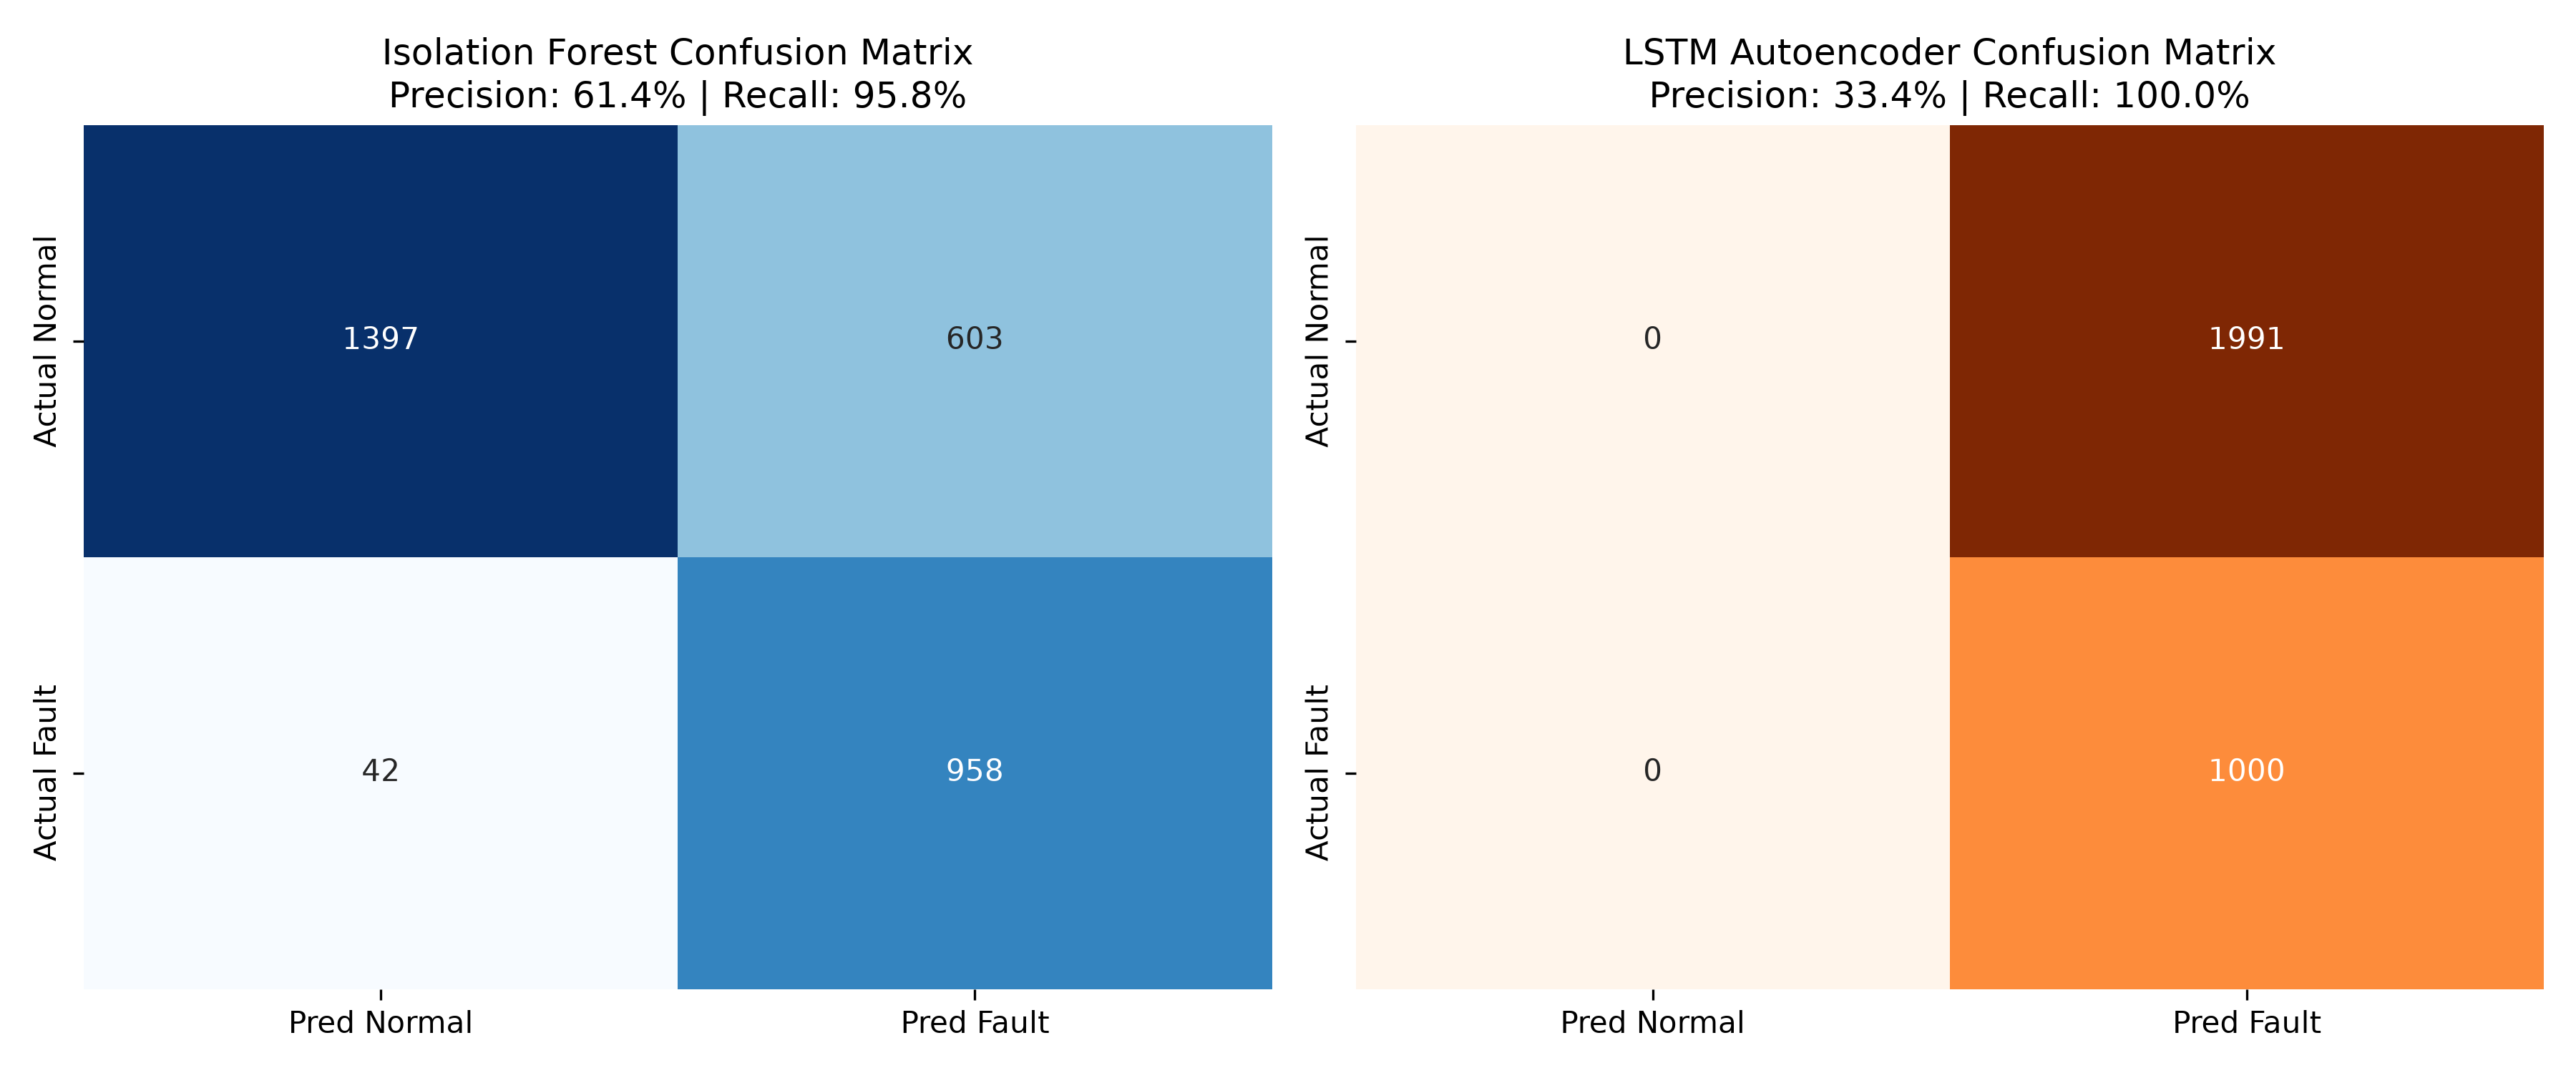 Isolation Forest Confusion Matrix
Precision: 61.4% | Recall: 95.8%
Actual Normal
1397
603
Actual Fault
42
958
Pred Normal
Pred Fault
LSTM Autoencoder Confusion Matrix
Precision: 33.4% | Recall: 100.0%
Actual Normal
0
1991
Actual Fault
0
1000
Pred Normal
Pred Fault